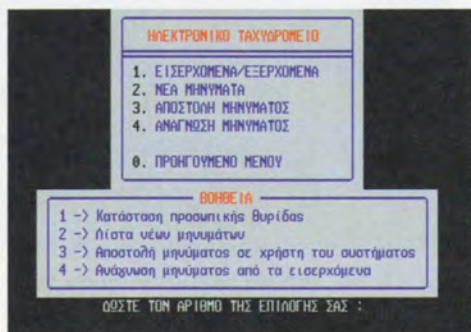 ΗΛΕΚΤΡΟΝΙΚΟ ΤΑΧΥΔΡΟΜΕΙΟ
1. ΕΙΣΕΡΧΟΜΕΝΑ/ΕΞΕΡΧΟΜΕΝΑ
2. ΝΕΑ ΜΗΝΥΜΑΤΑ
3. ΑΠΟΣΤΟΛΗ ΜΗΝΥΜΑΤΟΣ
4. ΑΝΑΓΝΩΣΗ ΜΗΝΥΜΑΤΟΣ
0. ΠΡΟΗΓΟΥΜΕΝΟ ΜΕΝΟΥ
ΒΟΗΘΕΙΑ
1 -> Κατάσταση προσωπικής θυρίδας
2 -> Λίστα νέων μηνυμάτων
3 -> Αποστολή μηνύματος σε χρήστη του συστήματος
4 -> Ανάγνωση μηνύματος από τα εισερχόμενα
ΔΩΣΤΕ ΤΟΝ ΑΡΙΘΜΟ ΤΗΣ ΕΠΙΛΟΓΗΣ ΣΑΣ :